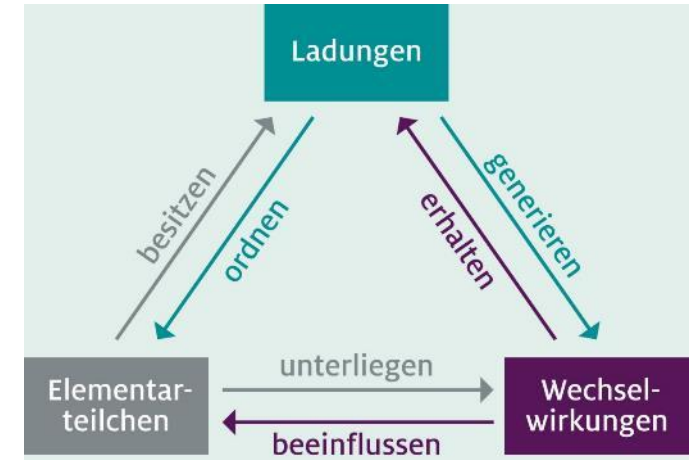 Ladungen
besitzen
ordnen
erhalten
generieren
unterliegen
Elementar-
teilchen
Wechsel-
wirkungen
beeinflussen